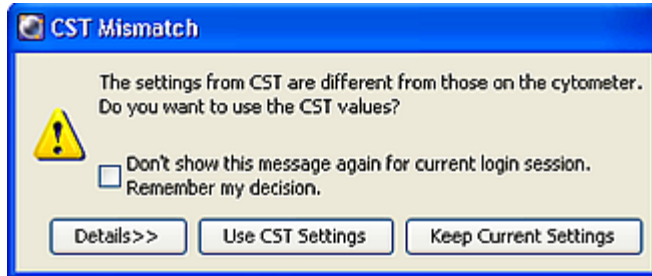 CST Mismatch
The settings from CST are different from those on the cytometer.
Do you want to use the CST values?
Don't show this message again for current login session.
Remember my decision.
Details>>
Use CST Settings
Keep Current Settings